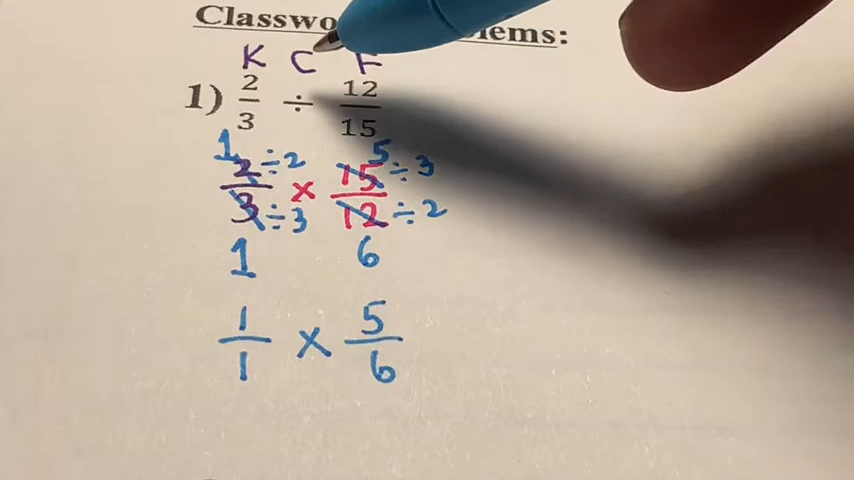 Classwo ems:
K C F
1) 2/3 ÷ 12/15
1 5
2/3 ÷2 ÷3 × 15/12 ÷3 ÷2
1 6
1/1 × 5/6